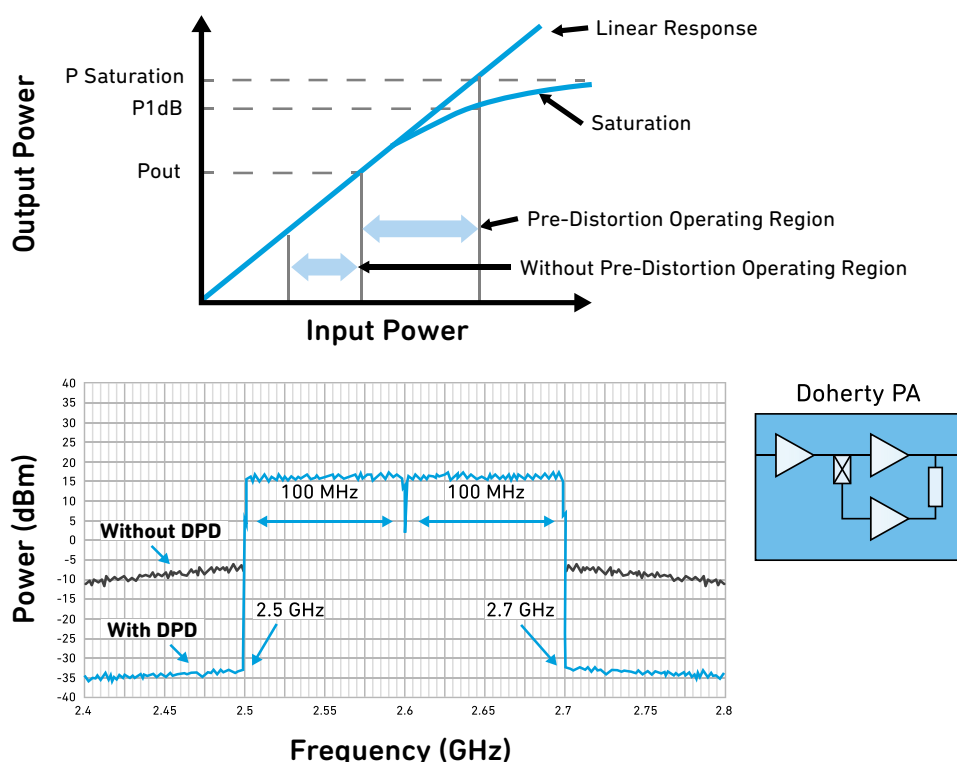 Linear Response
P Saturation
P1dB
Saturation
Pout
Pre-Distortion Operating Region
Without Pre-Distortion Operating Region
Output Power
Input Power
40
35
30
25
20
15
10
5
0
-5
-10
-15
-20
-25
-30
-35
-40
Power (dBm)
100 MHz
100 MHz
Without DPD
2.5 GHz
2.7 GHz
With DPD
2.4
2.45
2.5
2.55
2.6
2.65
2.7
2.75
2.8
Frequency (GHz)
Doherty PA